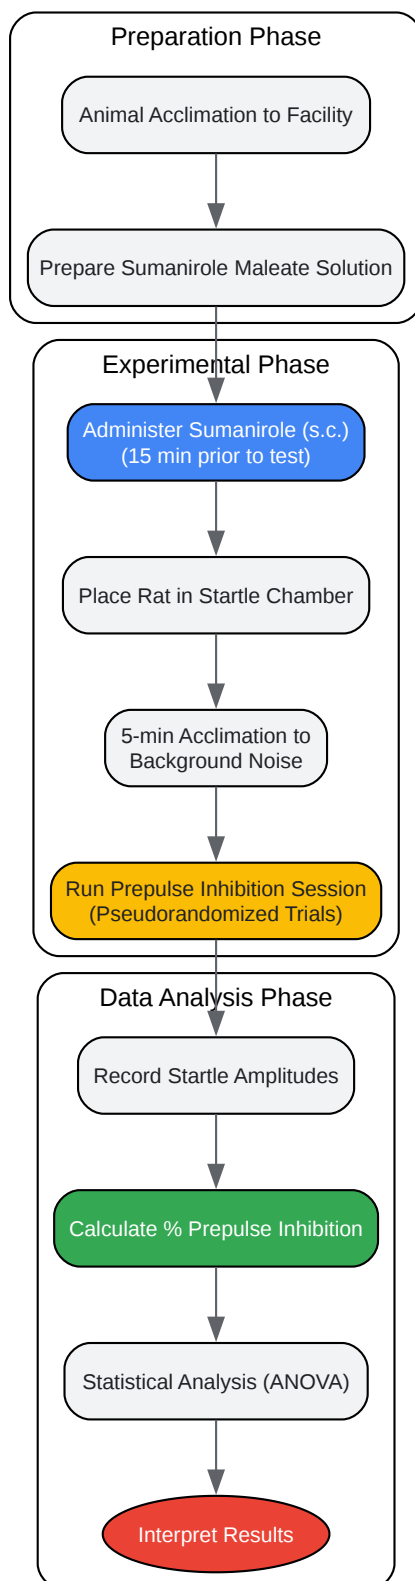 Preparation Phase
Animal Acclimation to Facility
Prepare Sumanirole Maleate Solution
Experimental Phase
Administer Sumanirole (s.c.)
(15 min prior to test)
Place Rat in Startle Chamber
5-min Acclimation to
Background Noise
Run Prepulse Inhibition Session
(Pseudorandomized Trials)
Data Analysis Phase
Record Startle Amplitudes
Calculate % Prepulse Inhibition
Statistical Analysis (ANOVA)
Interpret Results